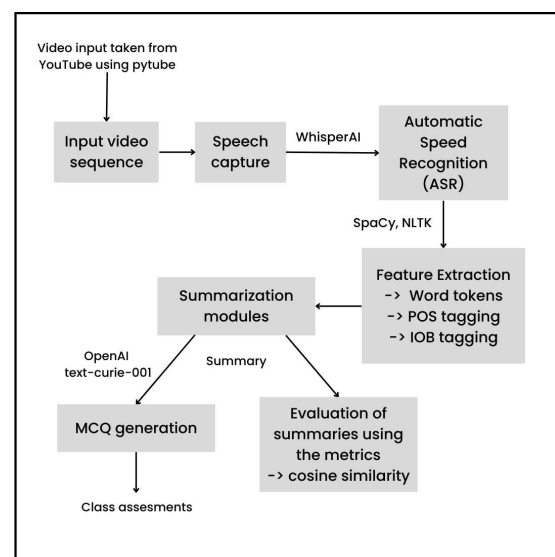 Video input taken from
YouTube using pytube
Input video
sequence
Speech
capture
WhisperAI
Automatic
Speed
Recognition
(ASR)
SpaCy, NLTK
Feature Extraction
-> Word tokens
-> POS tagging
-> IOB tagging
Summarization
modules
OpenAI
text-curie-001
Summary
MCQ generation
Evaluation of
summaries using
the metrics
-> cosine similarity
Class assesments